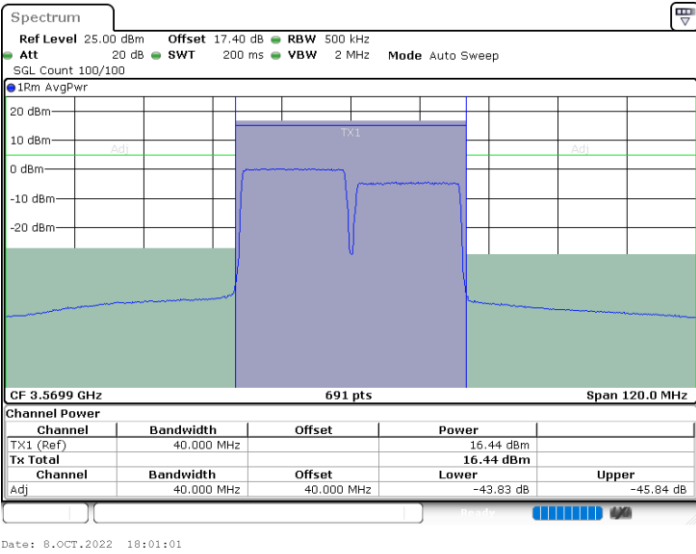 Spectrum
Ref Level 25.00 dBm Offset 17.40 dB RBW 500 kHz
Att 20 dB SWT 200 ms VBW 2 MHz Mode Auto Sweep
SGL Count 100/100
1Rm AvgPwr
20 dBm
TX1
10 dBm
Adj Adj
0 dBm
-10 dBm
-20 dBm
CF 3.5699 GHz 691 pts Span 120.0 MHz
Channel Power
Channel Bandwidth Offset Power
TX1 (Ref) 40.000 MHz 16.44 dBm
Tx Total 16.44 dBm
Channel Bandwidth Offset Lower Upper
Adj 40.000 MHz 40.000 MHz -43.83 dB -45.84 dB
Ready
Date: 8.OCT.2022 18:01:01